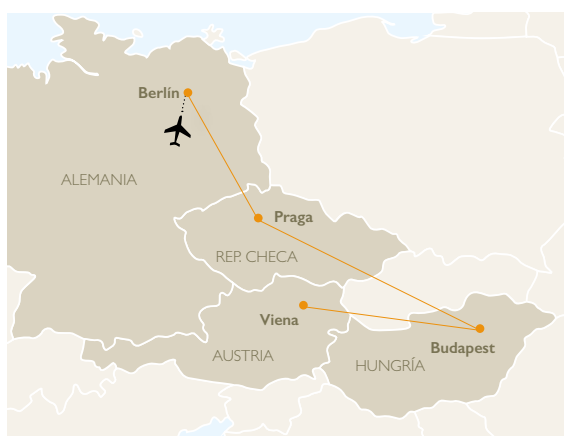 Berlín
ALEMANIA
Praga
REP. CHECA
Viena
Budapest
AUSTRIA
HUNGRÍA